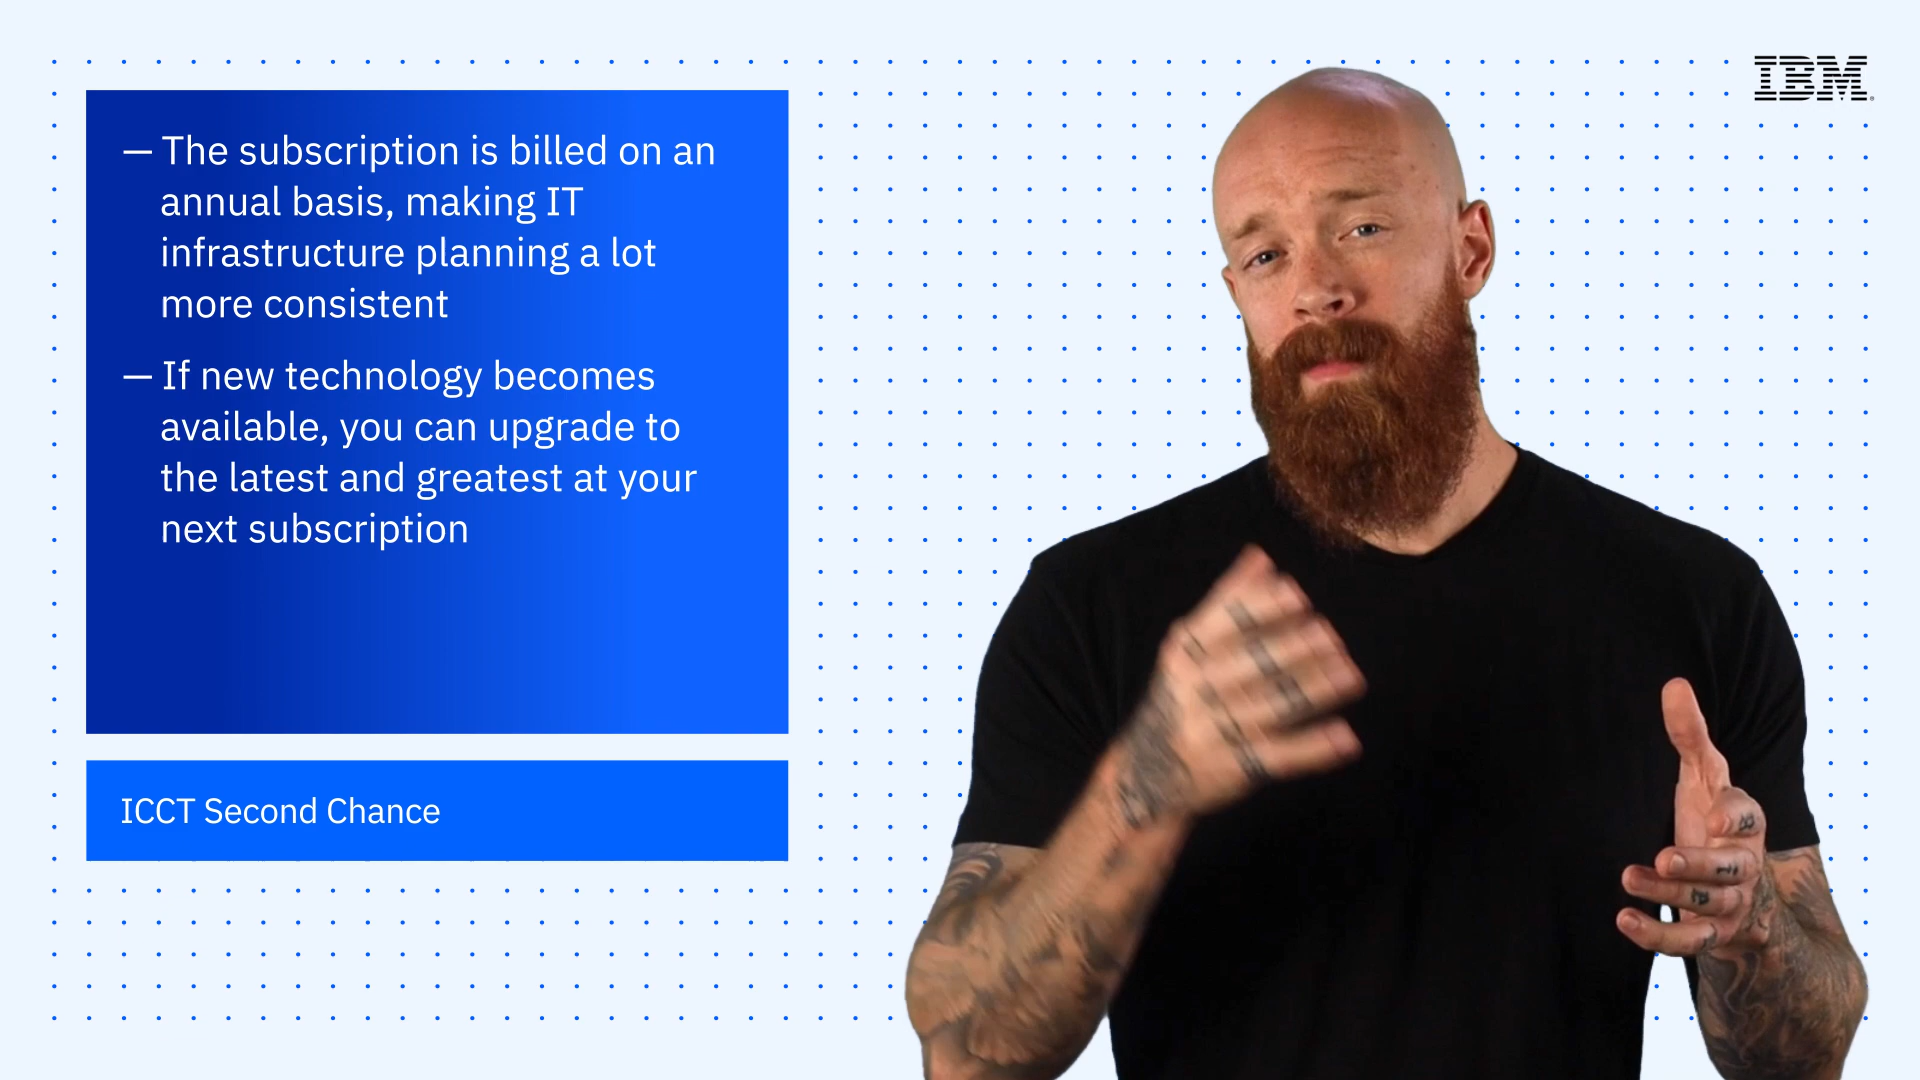 IBM
— The subscription is billed on an
annual basis, making IT
infrastructure planning a lot
more consistent
— If new technology becomes
available, you can upgrade to
the latest and greatest at your
next subscription
ICCT Second Chance